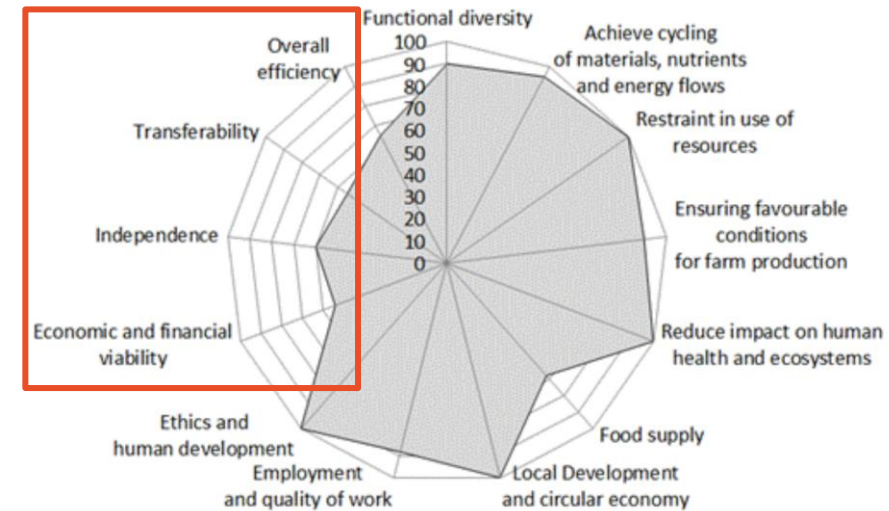 Functional diversity
Achieve cycling
of materials, nutrients
and energy flows
Restraint in use of
resources
Ensuring favourable
conditions
for farm production
Reduce impact on human
health and ecosystems
Food supply
Local Development
and circular economy
Employment
and quality of work
Ethics and
human development
Economic and financial
viability
Independence
Transferability
Overall
efficiency
100
90
80
70
60
50
40
30
20
10
0